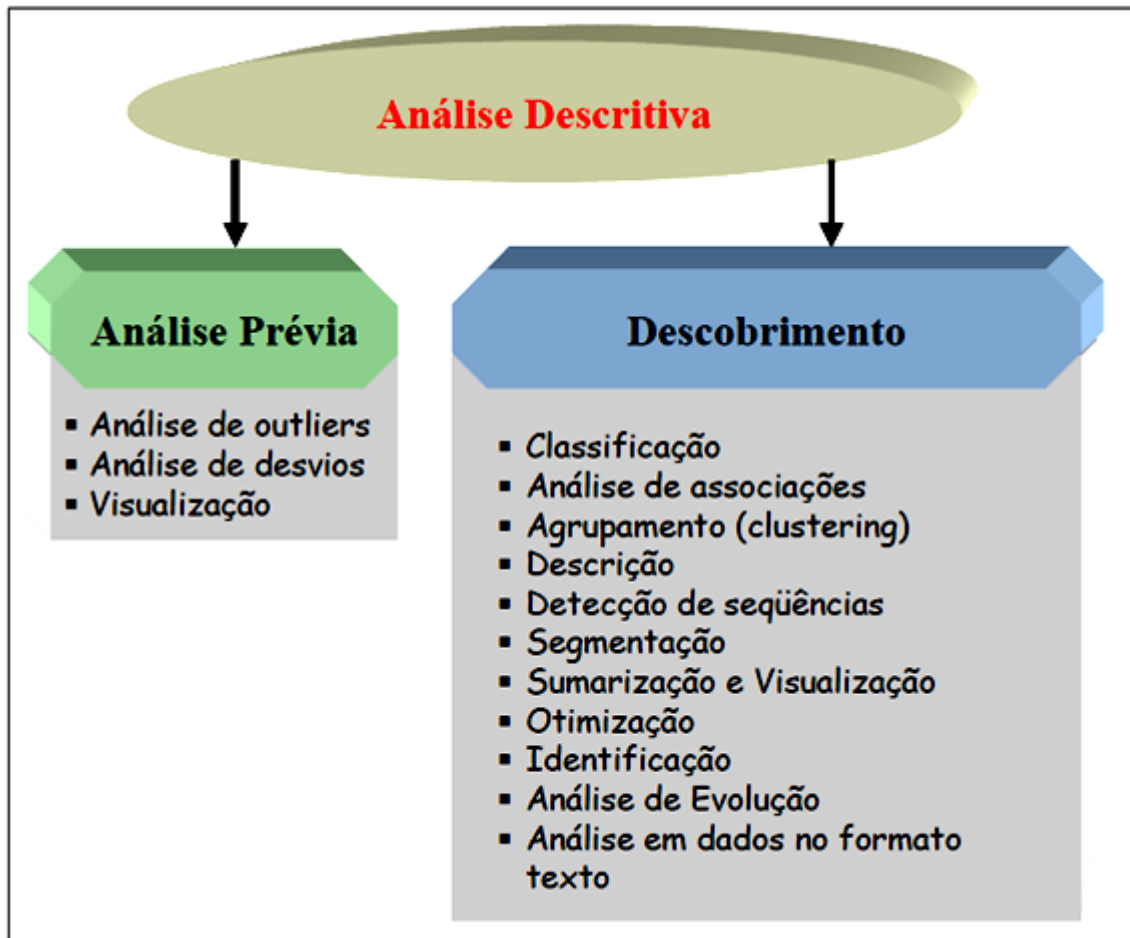 Análise Descritiva
Análise Prévia
▪ Análise de outliers
▪ Análise de desvios
▪ Visualização
Descobrimento
▪ Classificação
▪ Análise de associações
▪ Agrupamento (clustering)
▪ Descrição
▪ Detecção de seqüências
▪ Segmentação
▪ Sumarização e Visualização
▪ Otimização
▪ Identificação
▪ Análise de Evolução
▪ Análise em dados no formato
texto